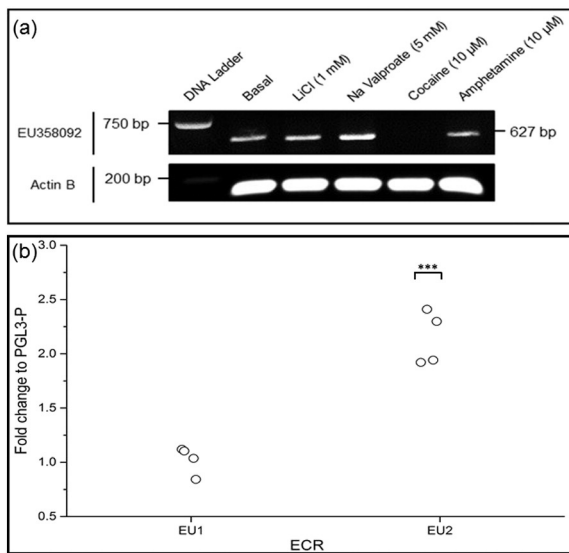 (a)
DNA Ladder
Basal
LiCl (1 mM)
Na Valproate (5 mM)
Cocaine (10 µM)
Amphetamine (10 µM)
EU358092
750 bp
627 bp
Actin B
200 bp
(b)
3.0
2.5
2.0
1.5
1.0
0.5
Fold change to PGL3-P
***
EU1
EU2
ECR